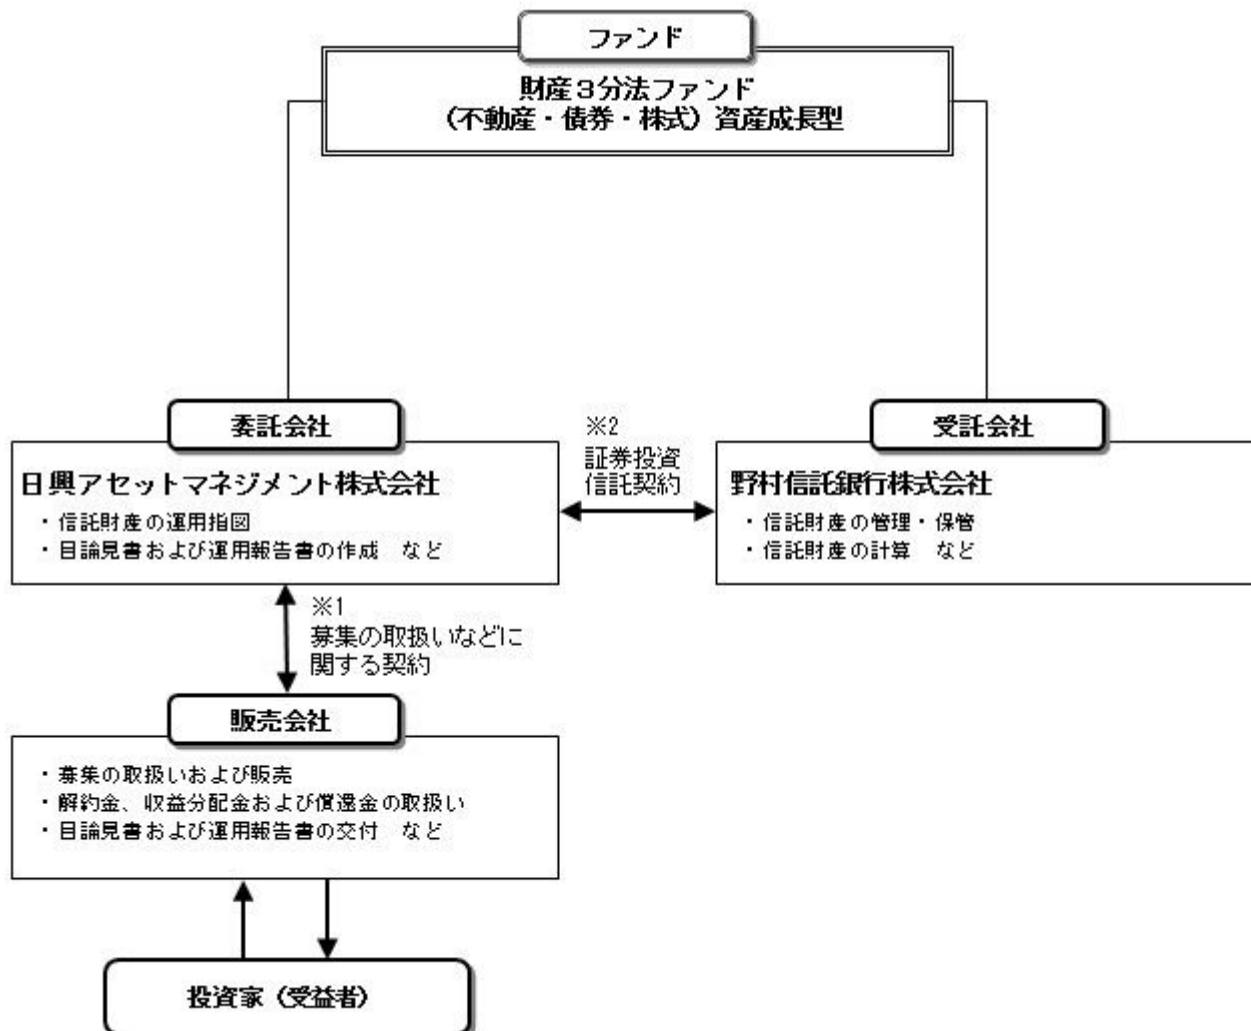 ファンド
財産3分法ファンド
（不動産・債券・株式）資産成長型
委託会社
日興アセットマネジメント株式会社
・信託財産の運用指図
・目論見書および運用報告書の作成　など
※2
証券投資
信託契約
受託会社
野村信託銀行株式会社
・信託財産の管理・保管
・信託財産の計算　など
※1
募集の取扱いなどに
関する契約
販売会社
・募集の取扱いおよび販売
・解約金、収益分配金および償還金の取扱い
・目論見書および運用報告書の交付　など
投資家（受益者）